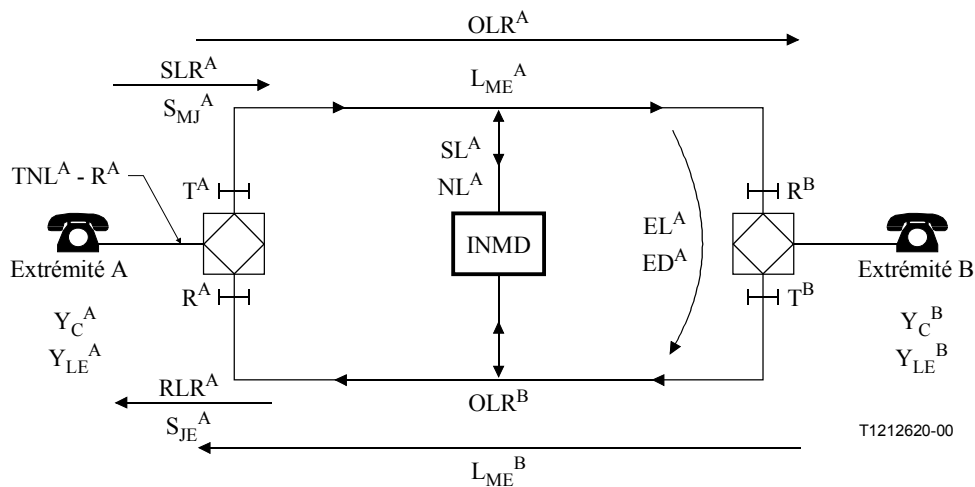 OLR^A
SLR^A
S_MJ^A
L_ME^A
SL^A
NL^A
TNL^A - R^A
T^A
R^B
INMD
EL^A
ED^A
Extrémité A
Extrémité B
R^A
T^B
Y_C^A
Y_LE^A
Y_C^B
Y_LE^B
RLR^A
S_JE^A
OLR^B
L_ME^B
T1212620-00